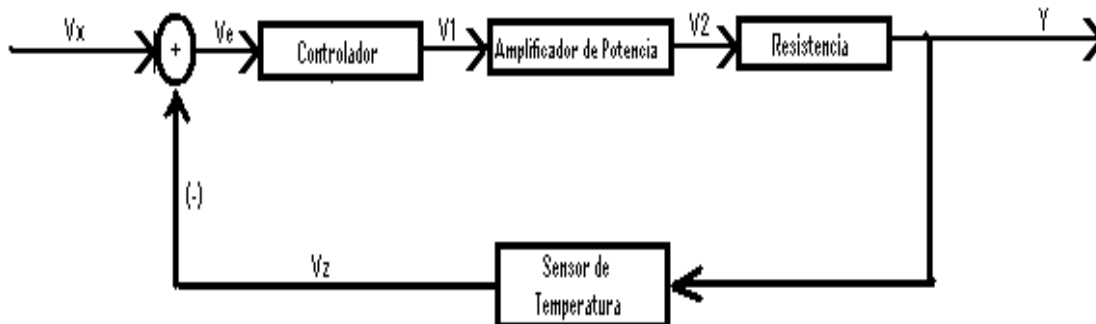 Vx
+
Ve
Controlador
V1
Amplificador de Potencia
V2
Resistencia
Y
(-)
Vz
Sensor de
Temperatura